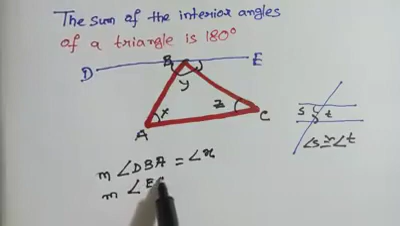 The sum of the interior angles
of a triangle is 180°
D B E
y
x z
A C
s t
∠s ≅ ∠t
m ∠DBA = ∠x
m ∠E